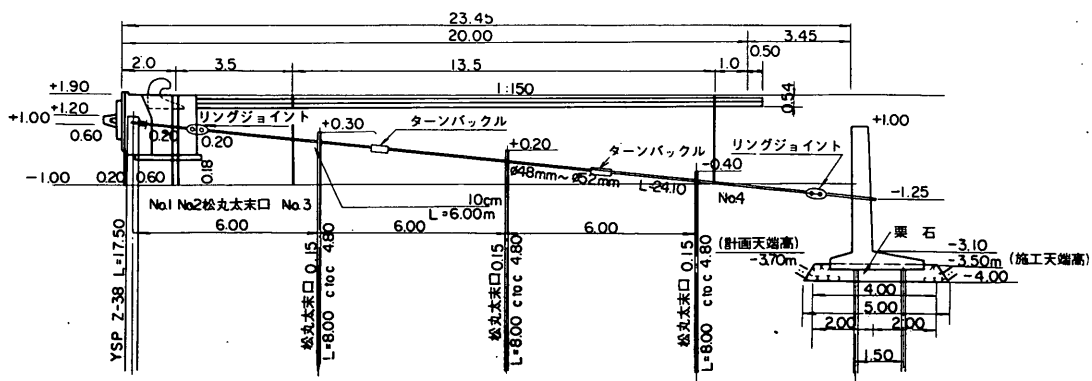 23.45
20.00
3.45
0.50
2.0
3.5
13.5
1.0
+1.90
1:150
0.54
+1.20
+1.00
リングジョイント
+0.30
ターンバックル
+1.00
0.60
0.20
0.20
+0.20
ターンバックル
リングジョイント
-0.40
0.18
ø48mm～ø52mm
L=24.10
-1.00
0.20
0.60
No.4
-1.25
No.1
No.2
松丸太末口
No.3
10cm
L=6.00m
6.00
6.00
6.00
栗石
(計画天端高)
-3.70m
-3.10
-3.50m
(施工天端高)
-4.00
4.00
5.00
2.00
2.00
1.50
YSP Z-38 L=17.50
松丸太末口 0.15
L=8.00 c to c 4.80
松丸太末口 0.15
L=8.00 c to c 4.80
松丸太末口 0.15
L=8.00 c to c 4.80